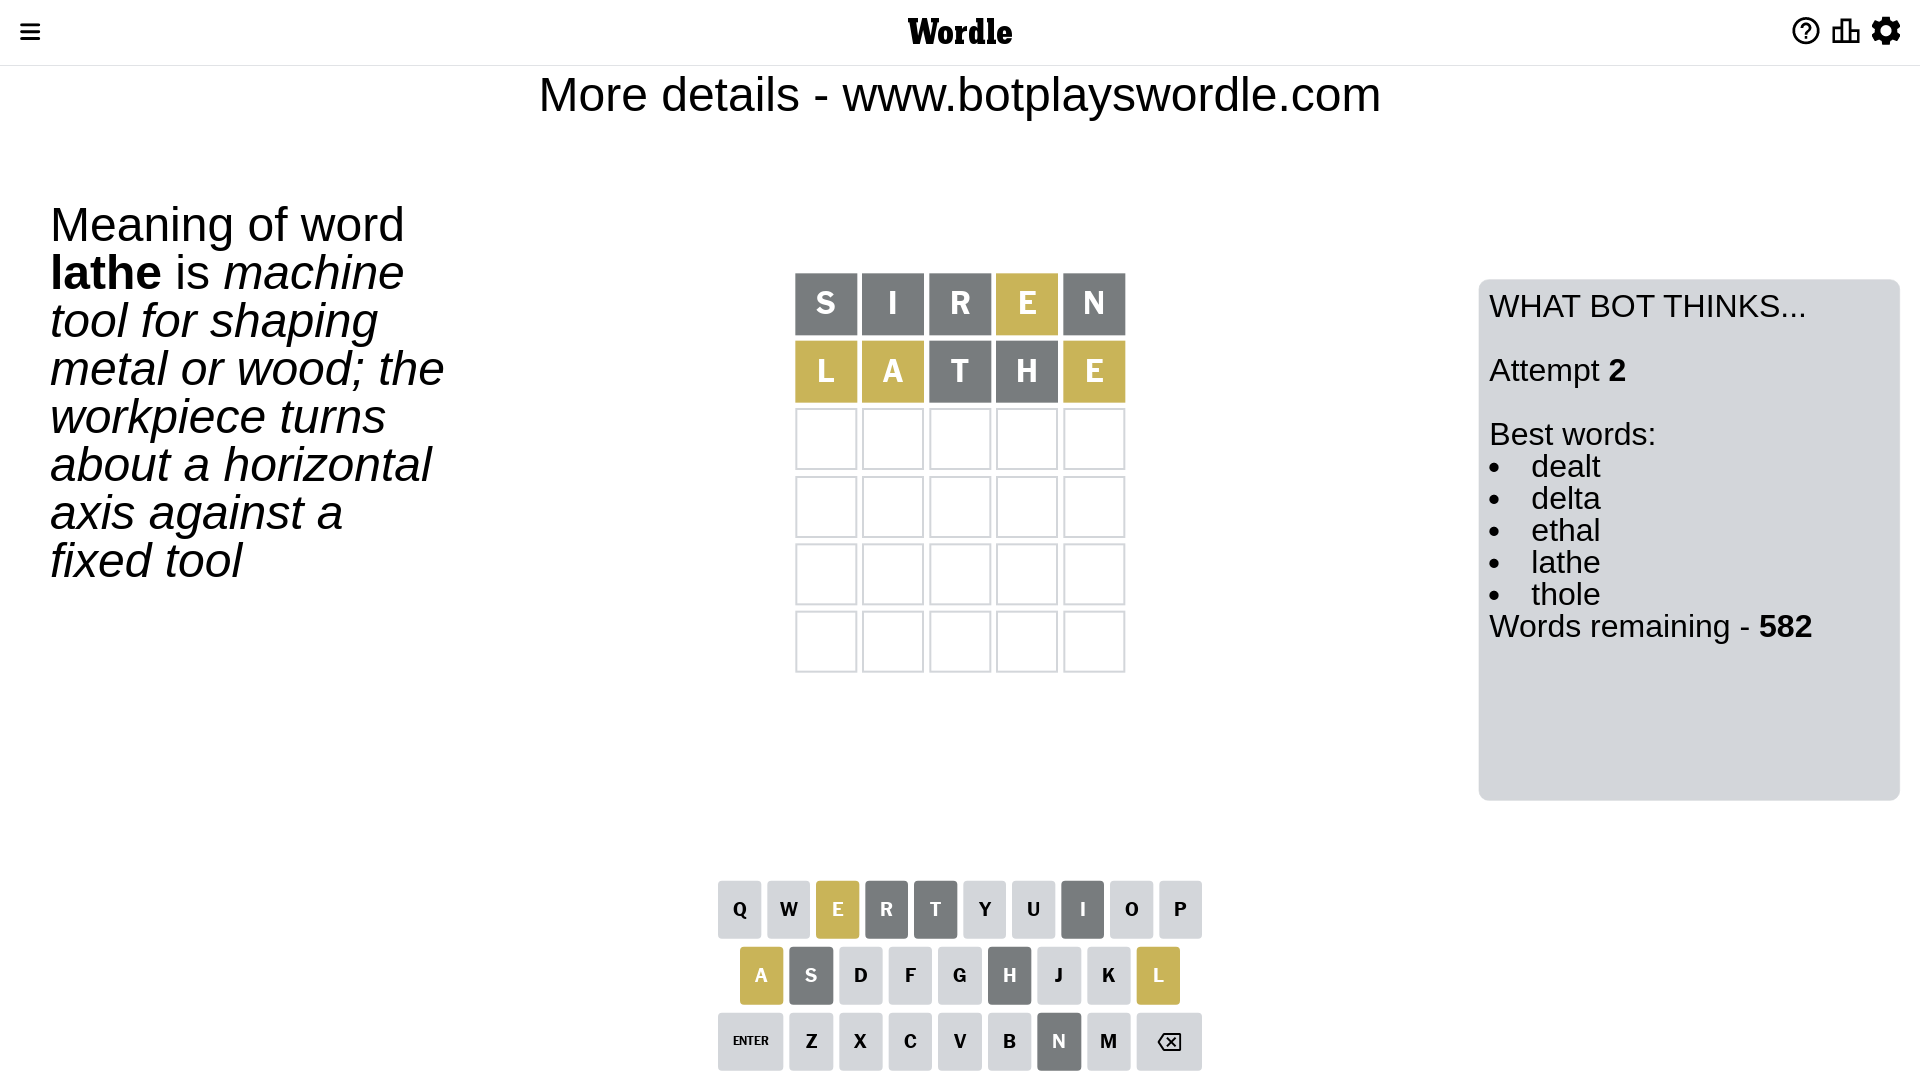 Wordle
More details - www.botplayswordle.com
Meaning of word
lathe is machine
tool for shaping
metal or wood; the
workpiece turns
about a horizontal
axis against a
fixed tool
S I R E N
L A T H E
WHAT BOT THINKS...
Attempt 2
Best words:
• dealt
• delta
• ethal
• lathe
• thole
Words remaining - 582
Q W E R T Y U I O P
A S D F G H J K L
ENTER Z X C V B N M